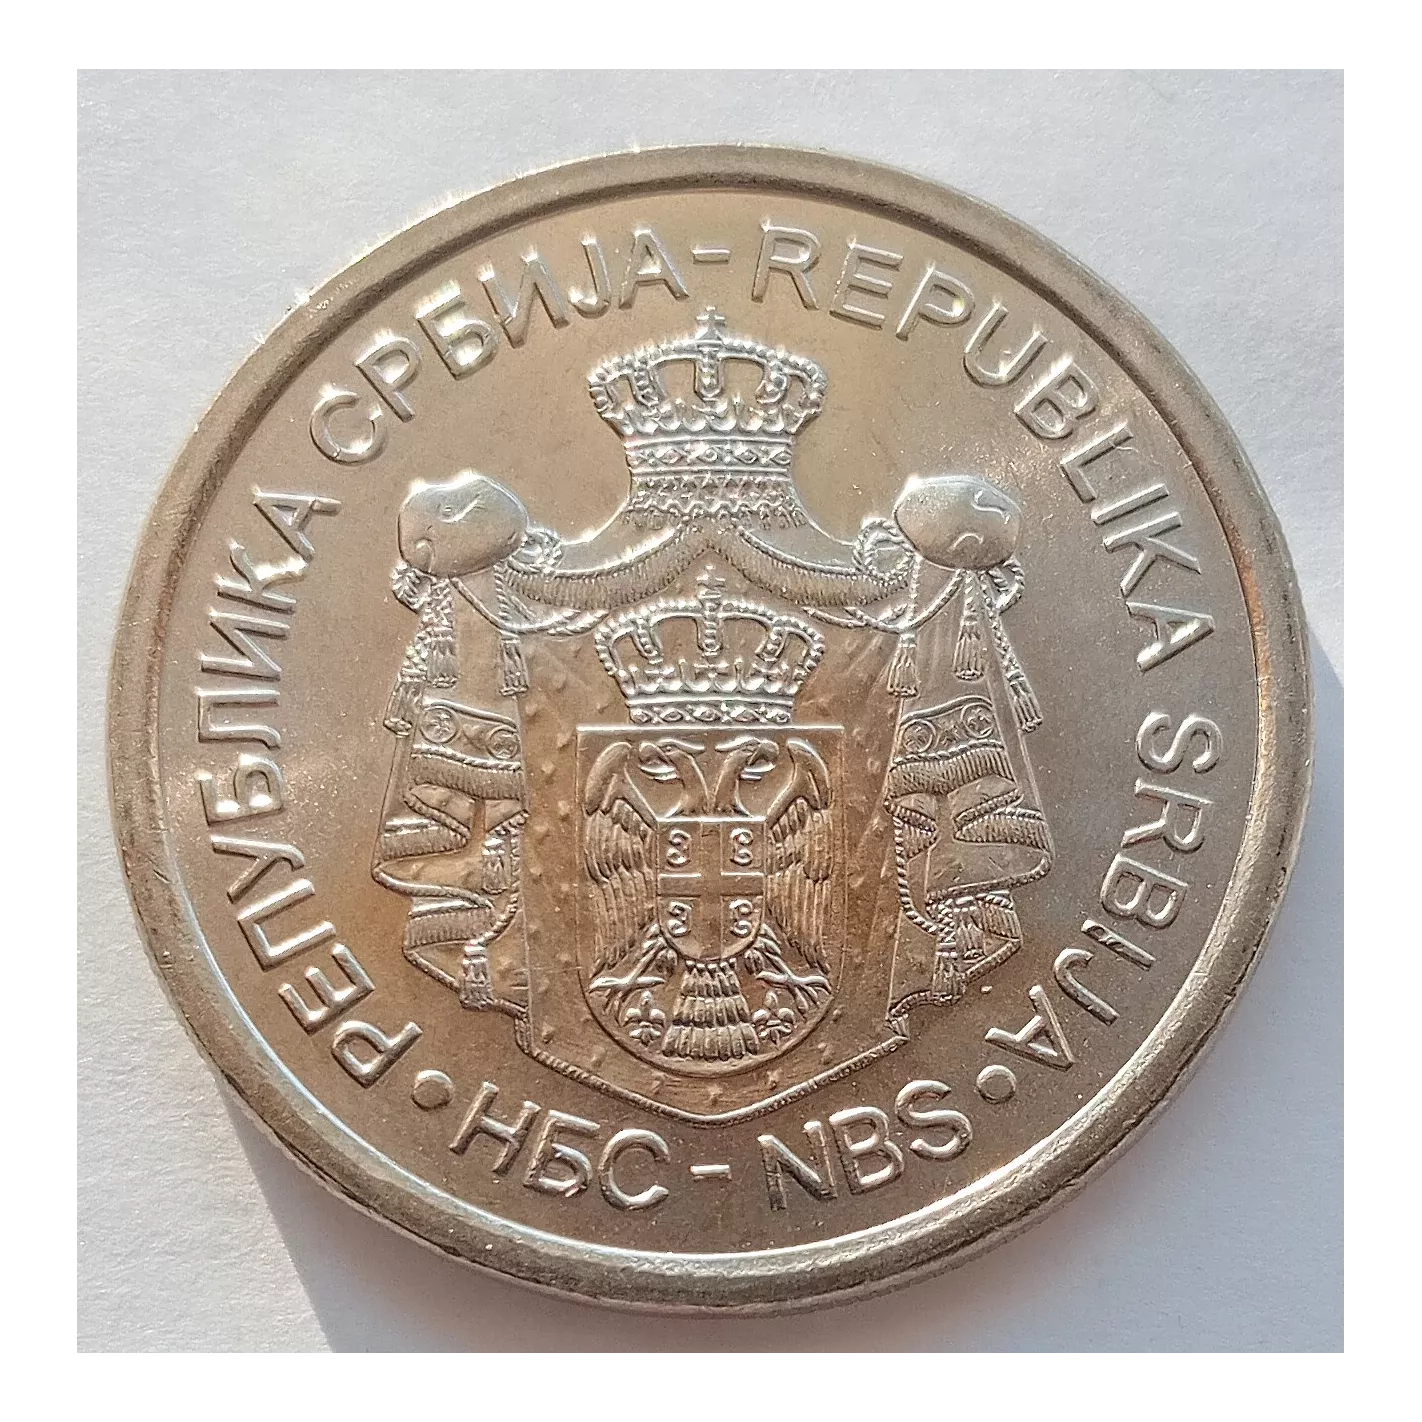 РЕПУБЛИКА СРБИЈА - REPUBLIKA SRBIJA
• НБС - NBS •